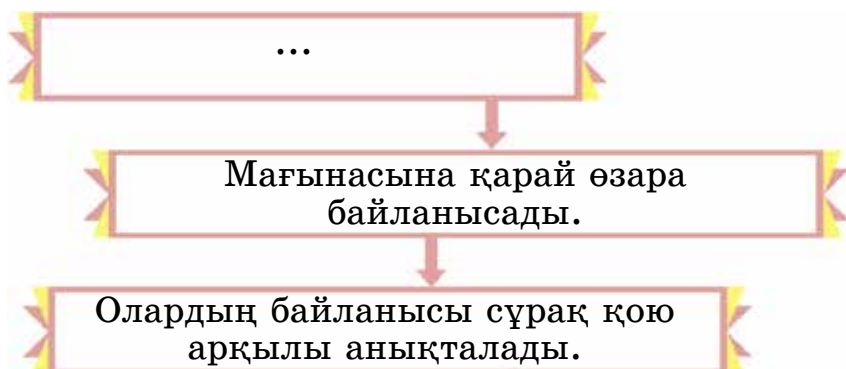 ...
Мағынасына қарай өзара
байланысады.
Олардың байланысы сұрақ қою
арқылы анықталады.